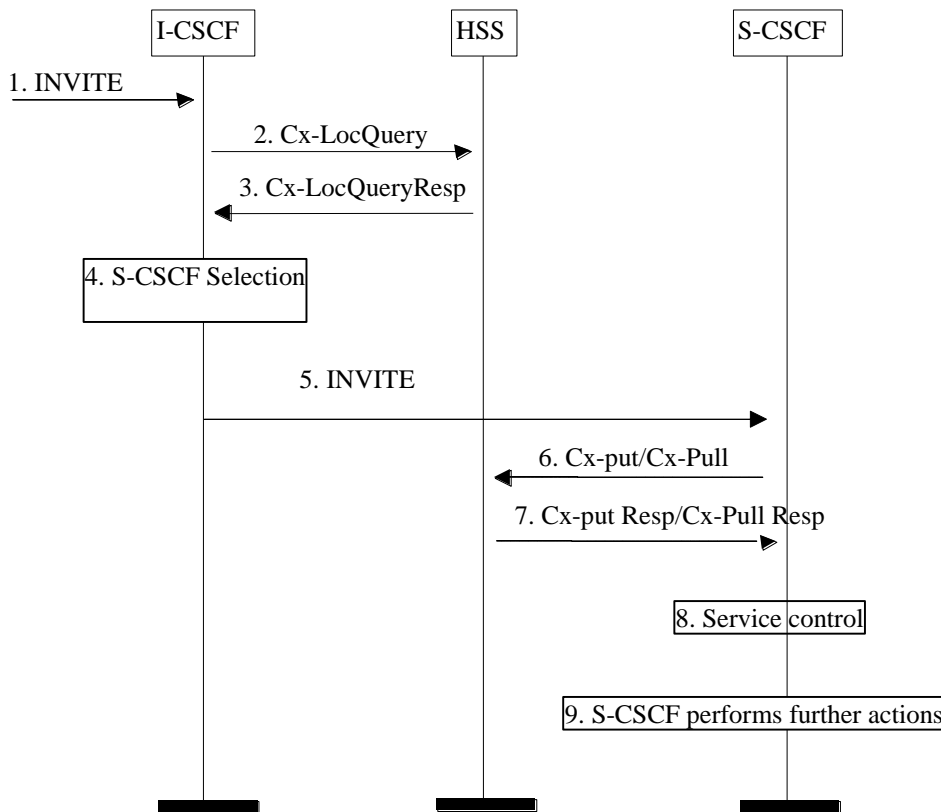 I-CSCF
HSS
S-CSCF
1. INVITE
2. Cx-LocQuery
3. Cx-LocQueryResp
4. S-CSCF Selection
5. INVITE
6. Cx-put/Cx-Pull
7. Cx-put Resp/Cx-Pull Resp
8. Service control
9. S-CSCF performs further actions